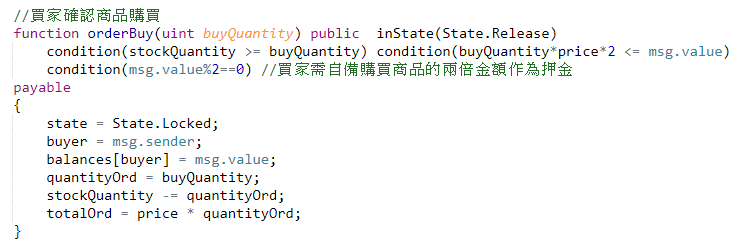 //買家確認商品購買
function orderBuy(uint buyQuantity) public  inState(State.Release)
    condition(stockQuantity >= buyQuantity) condition(buyQuantity*price*2 <= msg.value)
    condition(msg.value%2==0) //買家需自備購買商品的兩倍金額作為押金
payable
{
    state = State.Locked;
    buyer = msg.sender;
    balances[buyer] = msg.value;
    quantityOrd = buyQuantity;
    stockQuantity -= quantityOrd;
    totalOrd = price * quantityOrd;
}